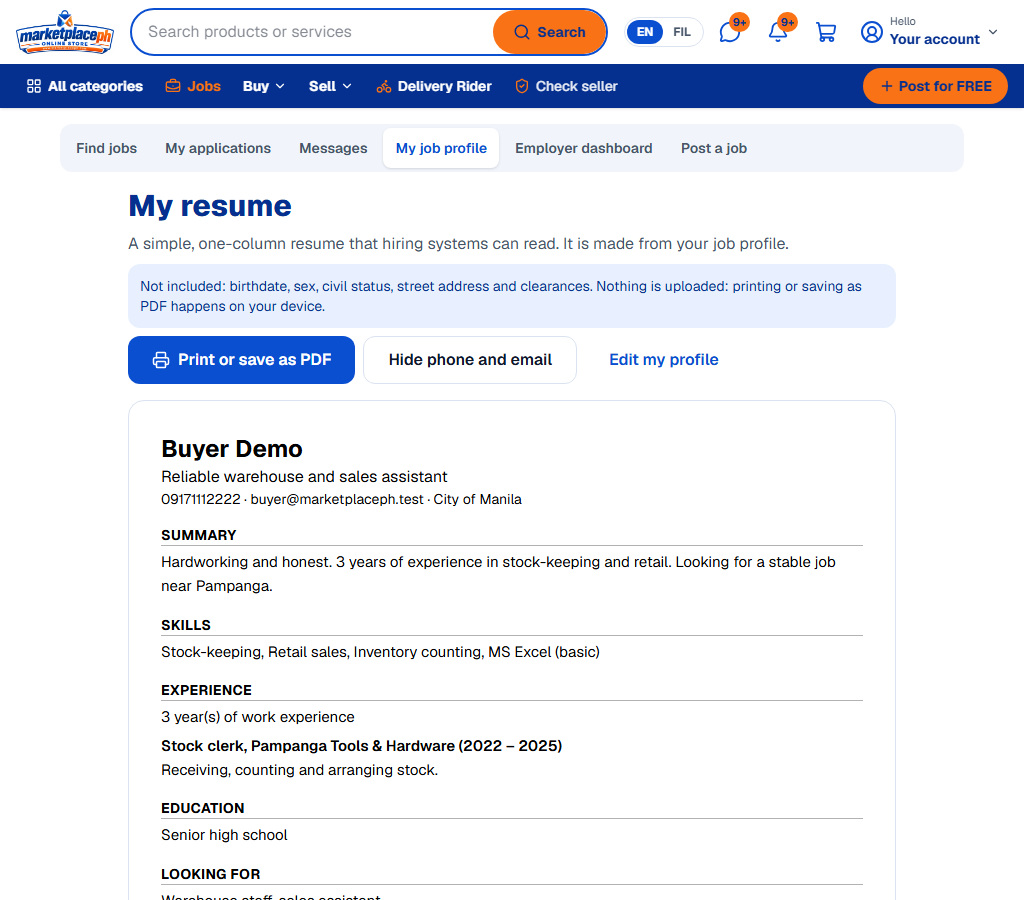 marketplaceph
ONLINE STORE
Search products or services
Search
EN
FIL
9+
9+
Hello
Your account
All categories
Jobs
Buy
Sell
Delivery Rider
Check seller
+ Post for FREE
Find jobs
My applications
Messages
My job profile
Employer dashboard
Post a job
My resume
A simple, one-column resume that hiring systems can read. It is made from your job profile.
Not included: birthdate, sex, civil status, street address and clearances. Nothing is uploaded: printing or saving as
PDF happens on your device.
Print or save as PDF
Hide phone and email
Edit my profile
Buyer Demo
Reliable warehouse and sales assistant
09171112222 · buyer@marketplaceph.test · City of Manila
SUMMARY
Hardworking and honest. 3 years of experience in stock-keeping and retail. Looking for a stable job
near Pampanga.
SKILLS
Stock-keeping, Retail sales, Inventory counting, MS Excel (basic)
EXPERIENCE
3 year(s) of work experience
Stock clerk, Pampanga Tools & Hardware (2022 – 2025)
Receiving, counting and arranging stock.
EDUCATION
Senior high school
LOOKING FOR
Warehouse staff, sales assistant